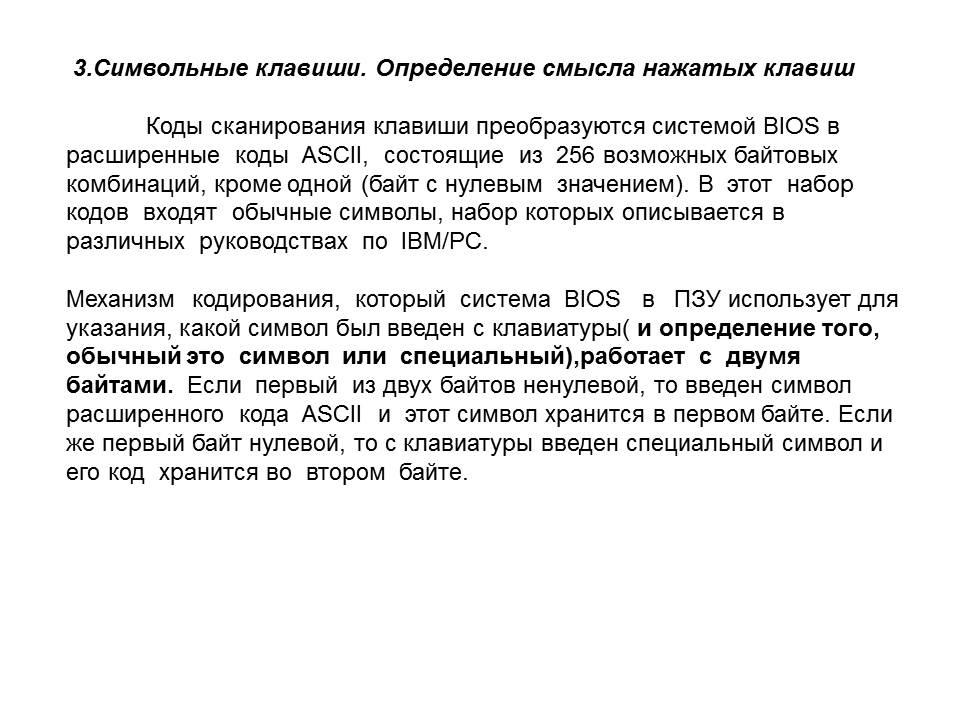 3.Символьные клавиши. Определение смысла нажатых клавиш
Коды сканирования клавиши преобразуются системой BIOS в
расширенные коды ASCII, состоящие из 256 возможных байтовых
комбинаций, кроме одной (байт с нулевым значением). В этот набор
кодов входят обычные символы, набор которых описывается в
различных руководствах по IBM/PC.
Механизм кодирования, который система BIOS в ПЗУ использует для
указания, какой символ был введен с клавиатуры( и определение того,
обычный это символ или специальный),работает с двумя
байтами. Если первый из двух байтов ненулевой, то введен символ
расширенного кода ASCII и этот символ хранится в первом байте. Если
же первый байт нулевой, то с клавиатуры введен специальный символ и
его код хранится во втором байте.